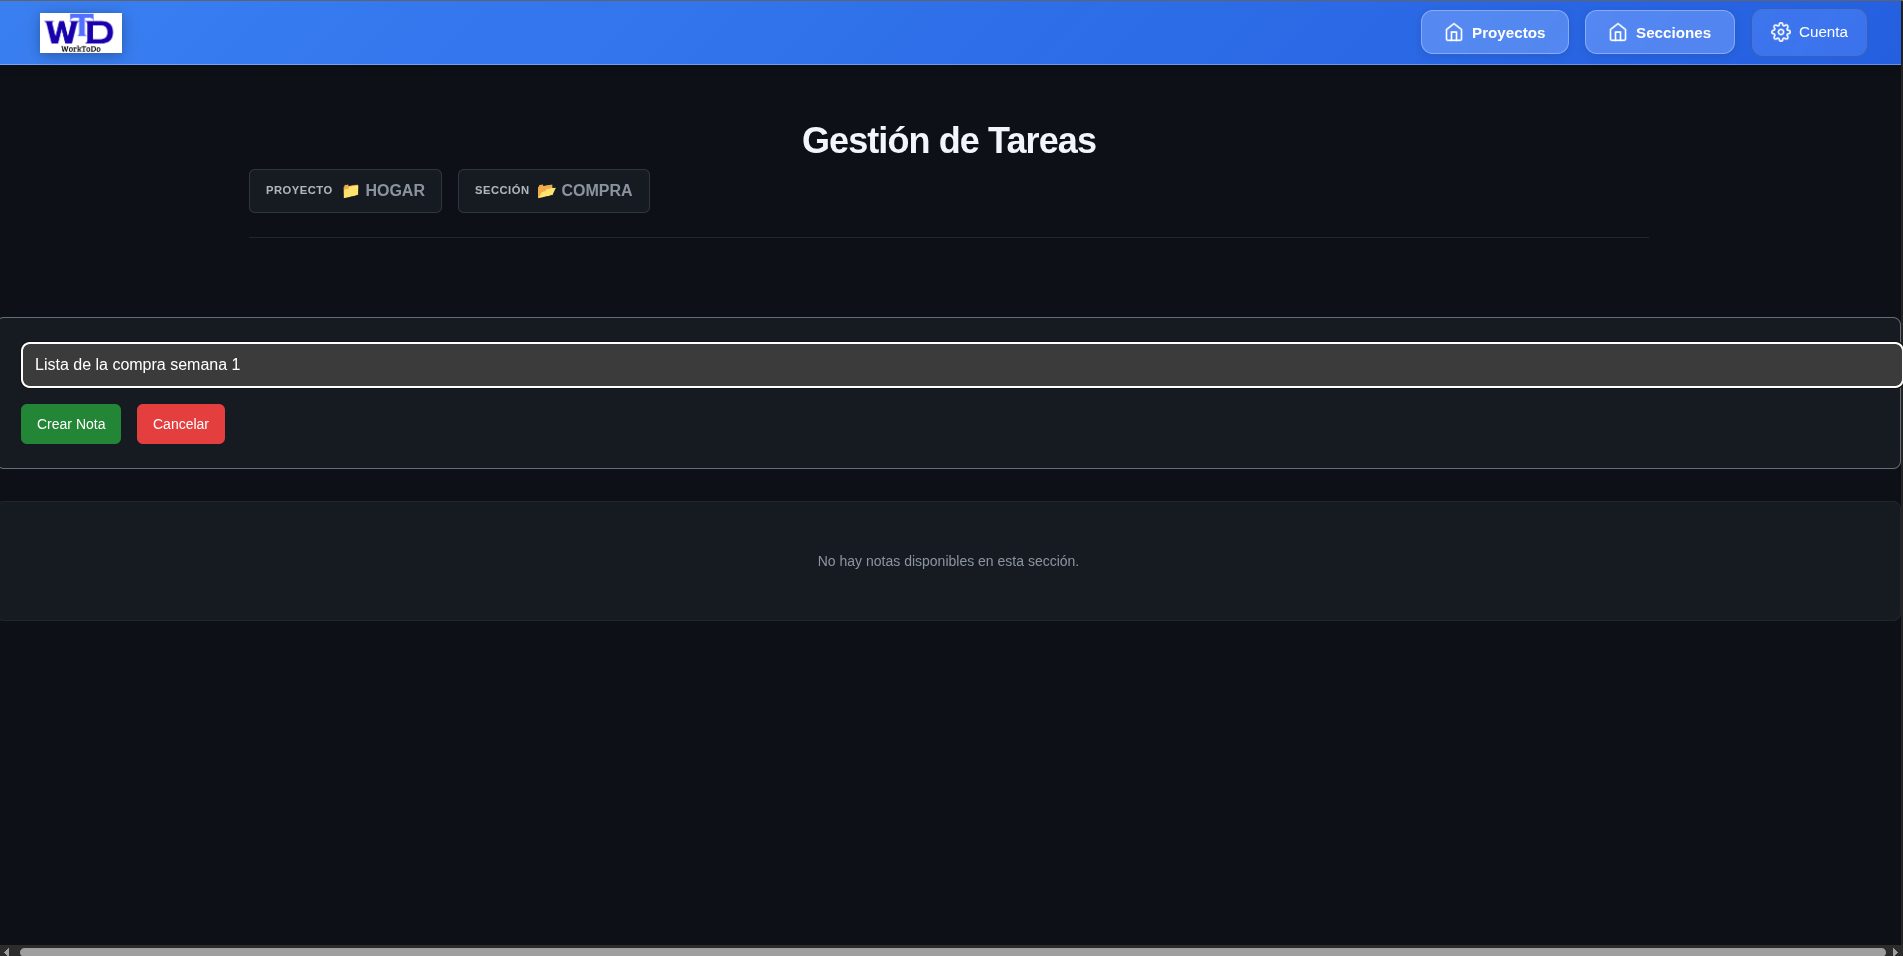 WTD
WorkToDo
Proyectos
Secciones
Cuenta
Gestión de Tareas
PROYECTO 📁 HOGAR
SECCIÓN 📂 COMPRA
Lista de la compra semana 1
Crear Nota
Cancelar
No hay notas disponibles en esta sección.